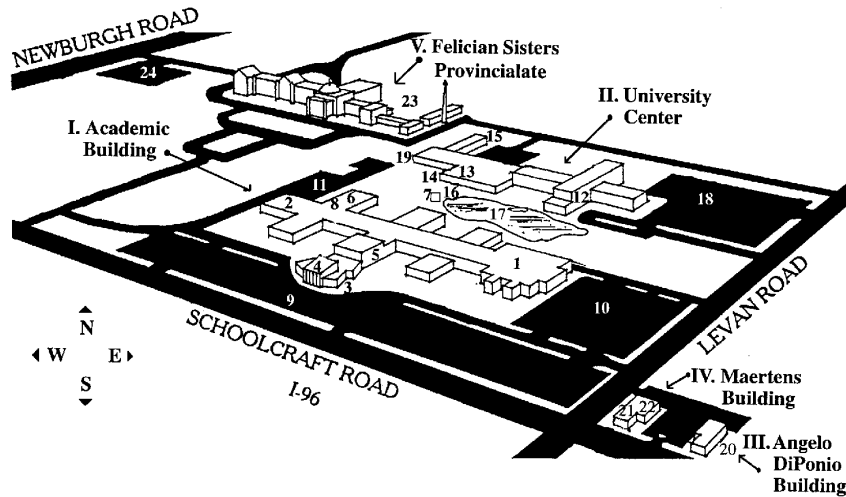 NEWBURGH ROAD
V. Felician Sisters
Provincialate
24
23
II. University
Center
I. Academic
Building
15
19
14
13
11
7
16
12
18
2
8
6
17
5
4
3
1
9
10
SCHOOLCRAFT ROAD
I-96
LEVAN ROAD
N
W E
S
IV. Maertens
Building
21
22
20
III. Angelo
DiPonio
Building